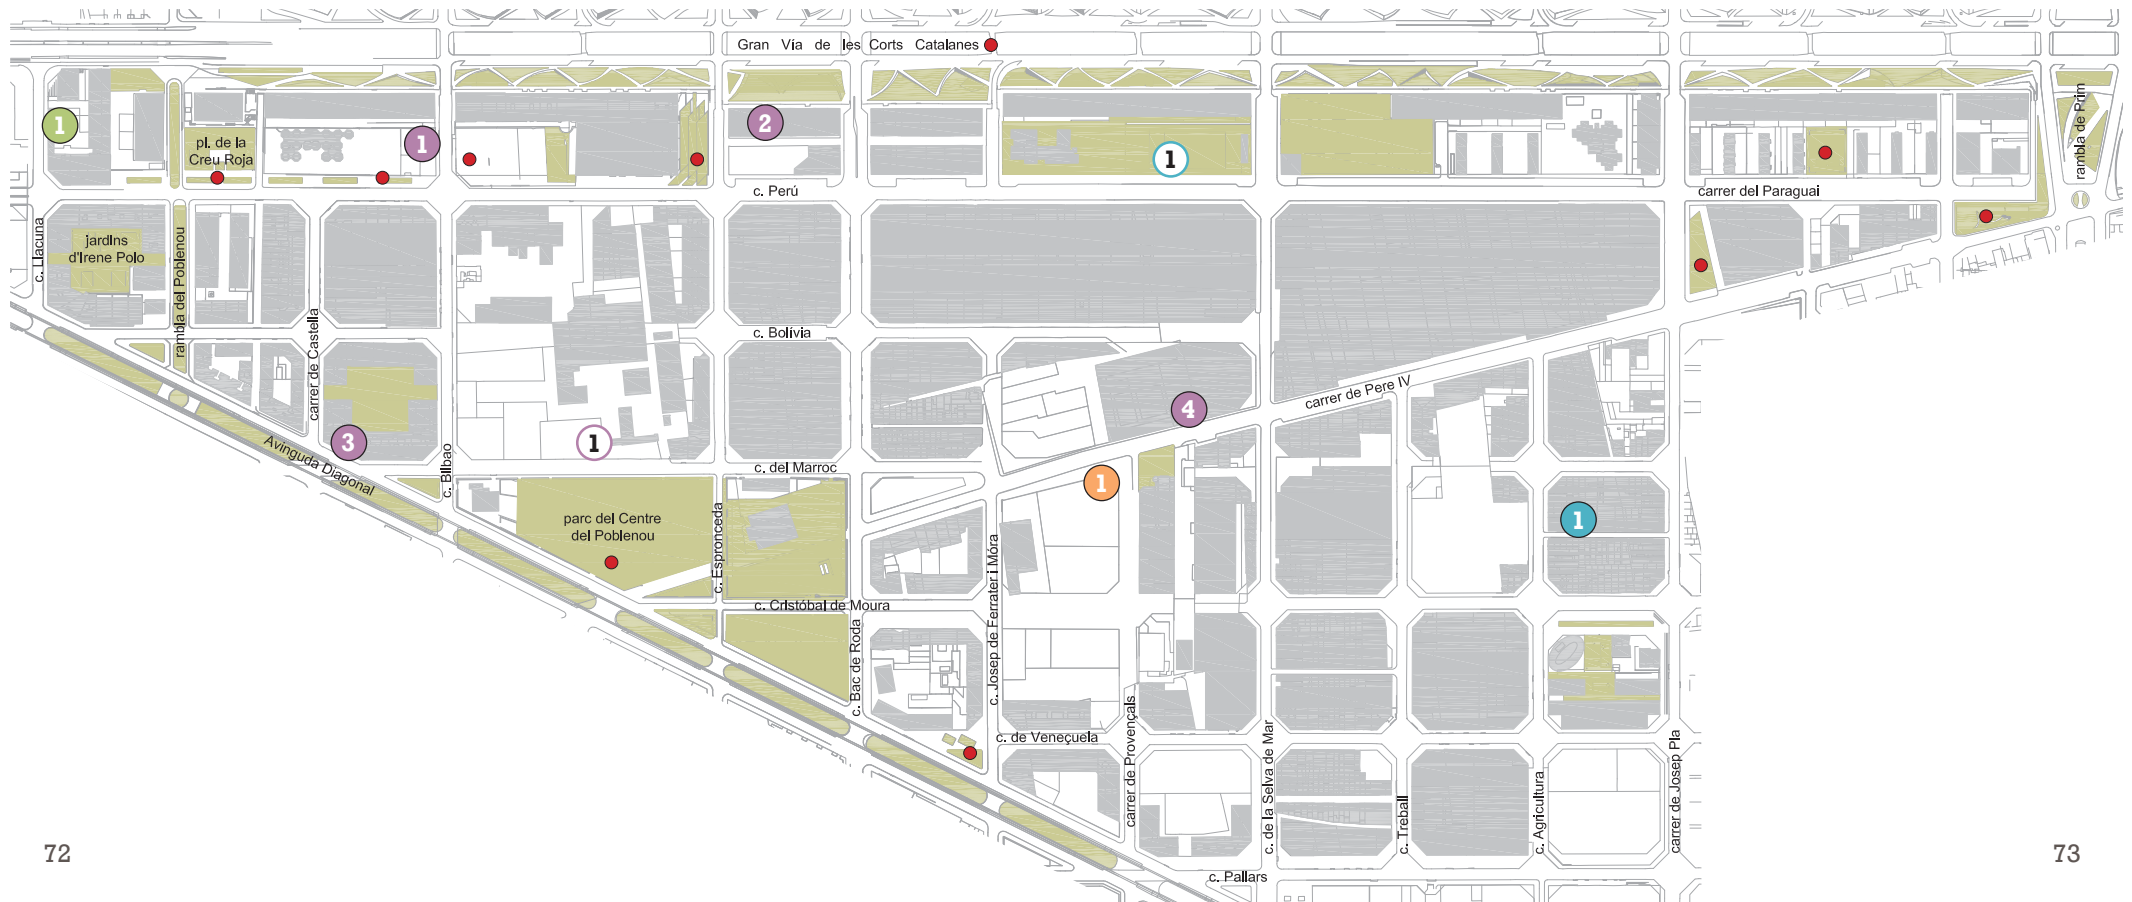 Gran Vía de les Corts Catalanes
1
pl. de la
Creu Roja
1
2
1
rambla de Prim
c. Perú
carrer del Paraguai
c. Llacuna
jardins
d'Irene Polo
rambla del Poblenou
carrer de Castella
c. Bolívia
carrer de Pere IV
4
3
1
Avinguda Diagonal
c. Bilbao
c. del Marroc
1
1
parc del Centre
del Poblenou
c. Espronceda
c. Josep de Ferrater i Móra
c. Cristóbal de Moura
c. Bac de Roda
c. de Veneçuela
carrer de Provençals
c. de la Selva de Mar
c. Treball
c. Agricultura
carrer de Josep Pla
c. Pallars
72
73